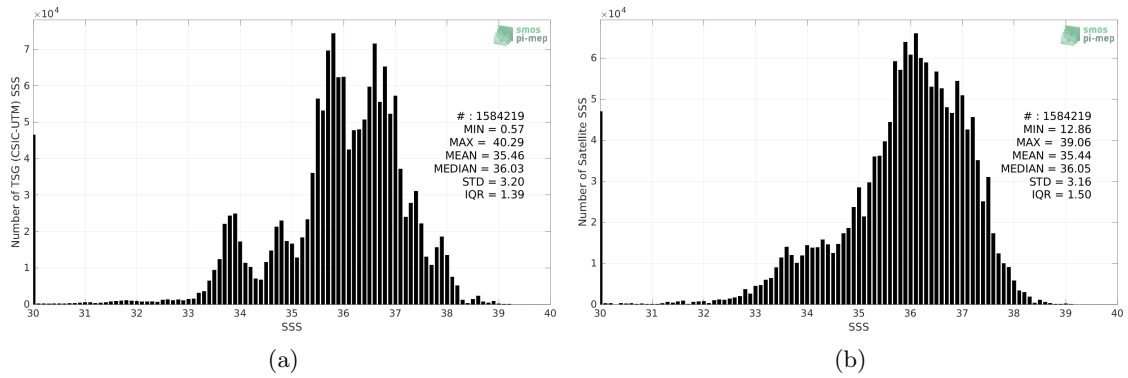 ×10⁴
7
6
5
4
3
2
1
0
Number of TSG (CSIC-UTM) SSS
30 31 32 33 34 35 36 37 38 39 40
SSS
smos
pi-mep
# : 1584219
MIN = 0.57
MAX = 40.29
MEAN = 35.46
MEDIAN = 36.03
STD = 3.20
IQR = 1.39
(a)
×10⁴
6
5
4
3
2
1
0
Number of Satellite SSS
30 31 32 33 34 35 36 37 38 39 40
SSS
smos
pi-mep
# : 1584219
MIN = 12.86
MAX = 39.06
MEAN = 35.44
MEDIAN = 36.05
STD = 3.16
IQR = 1.50
(b)